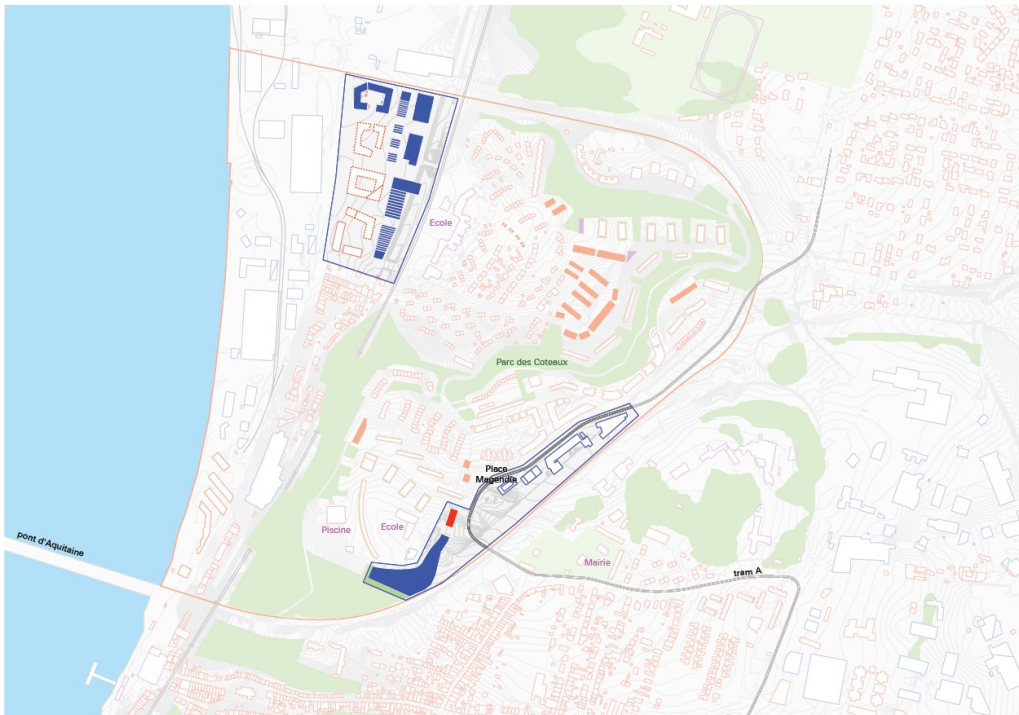 Ecole
Parc des Coteaux
Place
Magendie
Piscine
Ecole
pont d'Aquitaine
Mairie
tram A